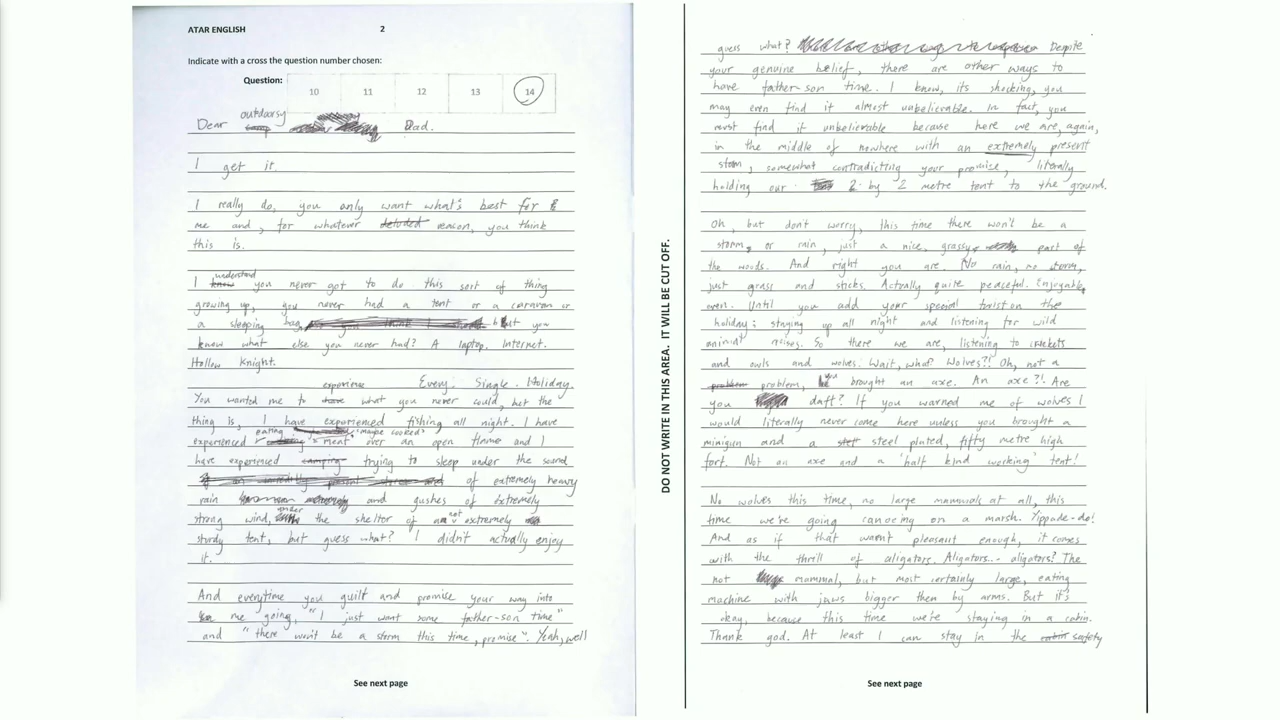 ATAR ENGLISH 2
Indicate with a cross the question number chosen:
Question: 10 11 12 13 14
outdoorsy
Dear Dad.
I get it.
I really do, you only want what's best for
me and, for whatever deluded reason, you think
this is.
understand
I know you never got to do this sort of thing
growing up, you never had a tent or a caravan or
a sleeping bag, but you
know what else you never had? A laptop. Internet.
Hollow Knight.
experience Every. Single. Holiday.
You wanted me to have what you never could, but the
thing is, I have experienced fishing all night. I have
eating "maybe cooked"
experienced "meat" over an open flame and I
have experienced camping trying to sleep under the sound
of extremely heavy
rain and gushes of extremely
under not
strong wind, the shelter of an extremely
sturdy tent, but guess what? I didn't actually enjoy
it.
And everytime you guilt and promise your way into
me going, "I just want some father-son time"
and "there won't be a storm this time, promise". Yeah, well
See next page
DO NOT WRITE IN THIS AREA. IT WILL BE CUT OFF.
guess what? Despite
your genuine belief, there are other ways to
have father-son time. I know, its shocking, you
may even find it almost unbelievable. In fact, you
must find it unbelievable because here we are, again,
in the middle of nowhere with an extremely present
storm, somewhat contradicting your promise, literally
holding our 2 by 2 metre tent to the ground.
Oh, but don't worry, this time there won't be a
storm, or rain, just a nice, grassy part of
the woods. And right you are. No rain, no storm,
just grass and sticks. Actually quite peaceful. Enjoyable,
even. Until you add your special twist on the
holiday: staying up all night and listening for wild
animal noises. So there we are, listening to crickets
and owls and wolves. Wait, what? Wolves?! Oh, not a
problem problem, you brought an axe. An axe?! Are
you daft? If you warned me of wolves I
would literally never come here unless you brought a
minigun and a steel plated, fifty metre high
fort. Not an axe and a 'half kind working' tent!
No wolves this time, no large mammals at all, this
time we're going canoeing on a marsh. Yippade-do!
And as if that wasn't pleasant enough, it comes
with the thrill of aligators. Aligators... aligators? The
not mammal, but most certainly large, eating
machine with jaws bigger then by arms. But it's
okay, because this time we're staying in a cabin.
Thank god. At least I can stay in the cabin safety
See next page